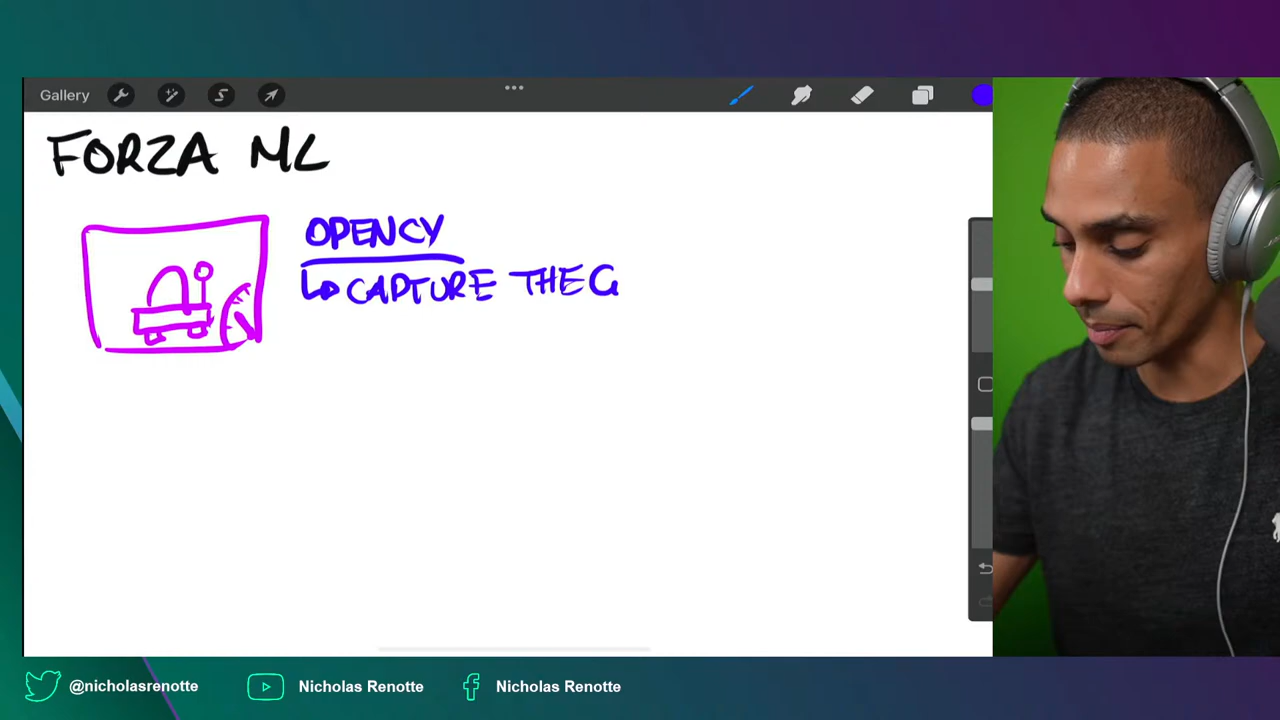 Gallery
FORZA ML
OPENCV
CAPTURE THE G
@nicholasrenotte Nicholas Renotte Nicholas Renotte